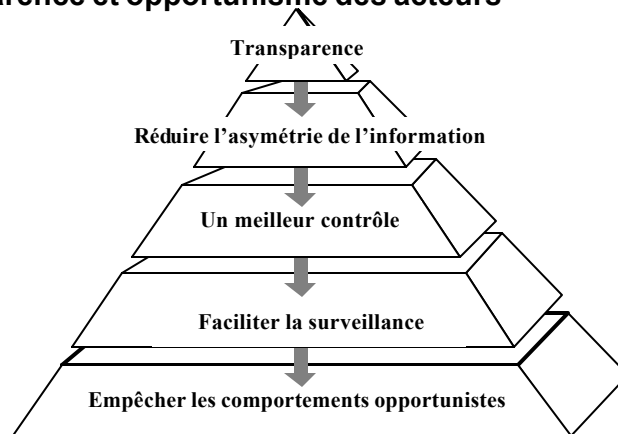 et opportunisme des acteurs
Transparence
Réduire l’asymétrie de l’information
Un meilleur contrôle
Faciliter la surveillance
Empêcher les comportements opportunistes